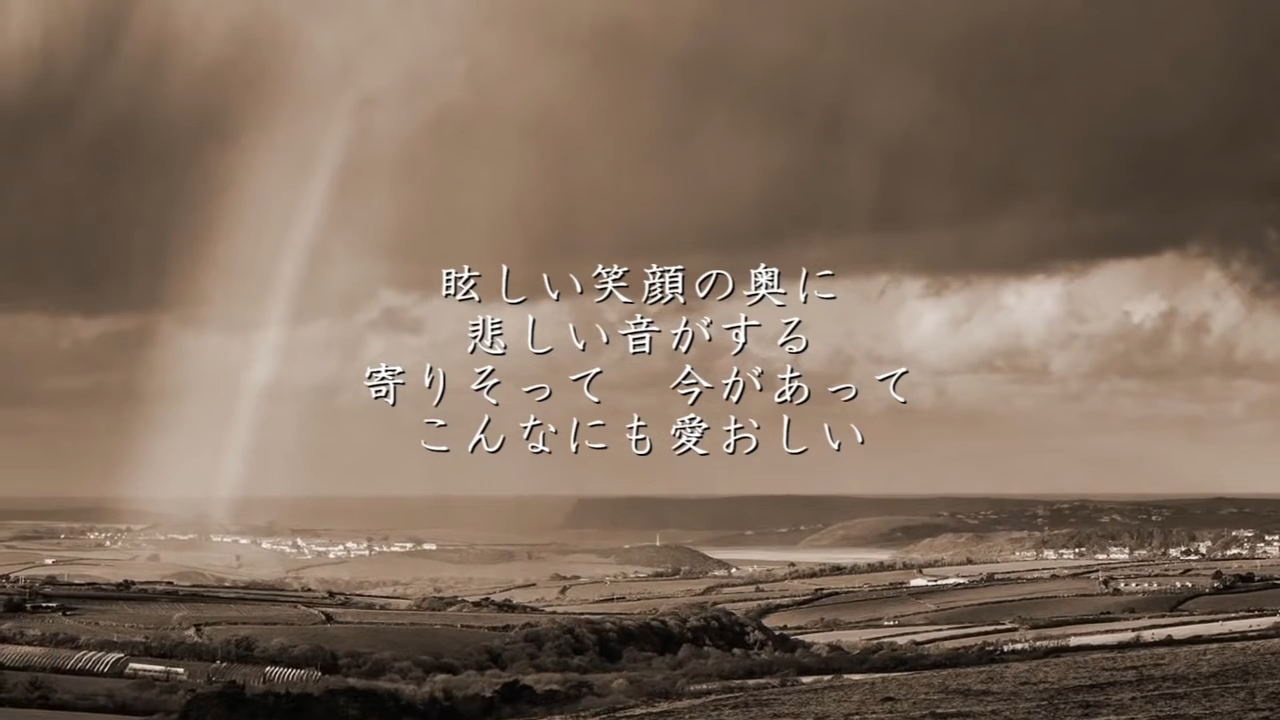 眩しい笑顔の奥に
悲しい音がする
寄りそって　今があって
こんなにも愛おしい